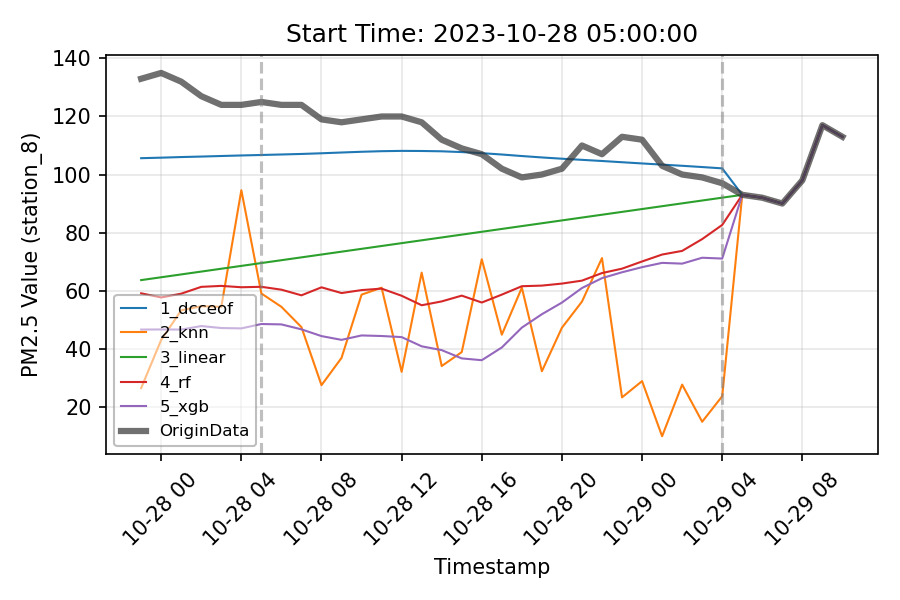 Start Time: 2023-10-28 05:00:00
PM2.5 Value (station_8)
140
120
100
80
60
40
20
1_dcceof
2_knn
3_linear
4_rf
5_xgb
OriginData
10-28 00
10-28 04
10-28 08
10-28 12
10-28 16
10-28 20
10-29 00
10-29 04
10-29 08
Timestamp